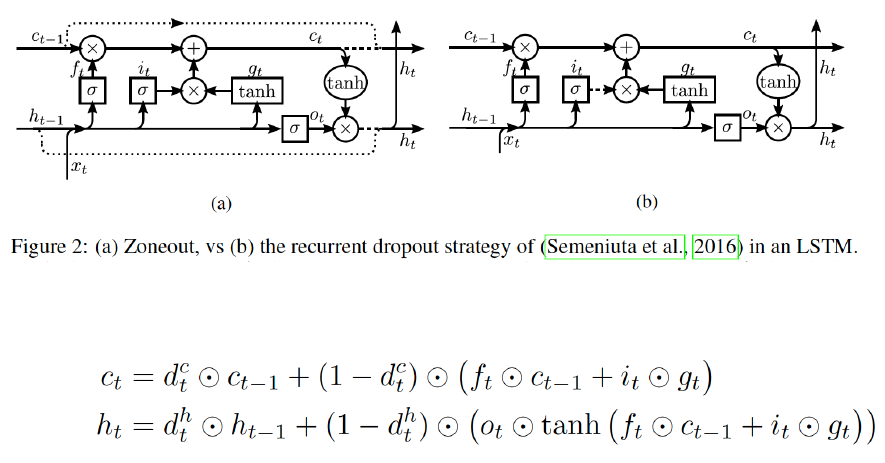 c_{t−1} c_t c_{t−1} c_t
× + × +
f_t i_t g_t h_t f_t i_t g_t h_t
σ σ × tanh tanh σ σ × tanh tanh
h_{t−1} o_t h_{t−1} o_t
σ × h_t σ × h_t
x_t x_t
(a) (b)
Figure 2: (a) Zoneout, vs (b) the recurrent dropout strategy of (Semeniuta et al., 2016) in an LSTM.
c_t = d_t^c ⊙ c_{t−1} + (1 − d_t^c) ⊙ (f_t ⊙ c_{t−1} + i_t ⊙ g_t)
h_t = d_t^h ⊙ h_{t−1} + (1 − d_t^h) ⊙ (o_t ⊙ tanh (f_t ⊙ c_{t−1} + i_t ⊙ g_t))